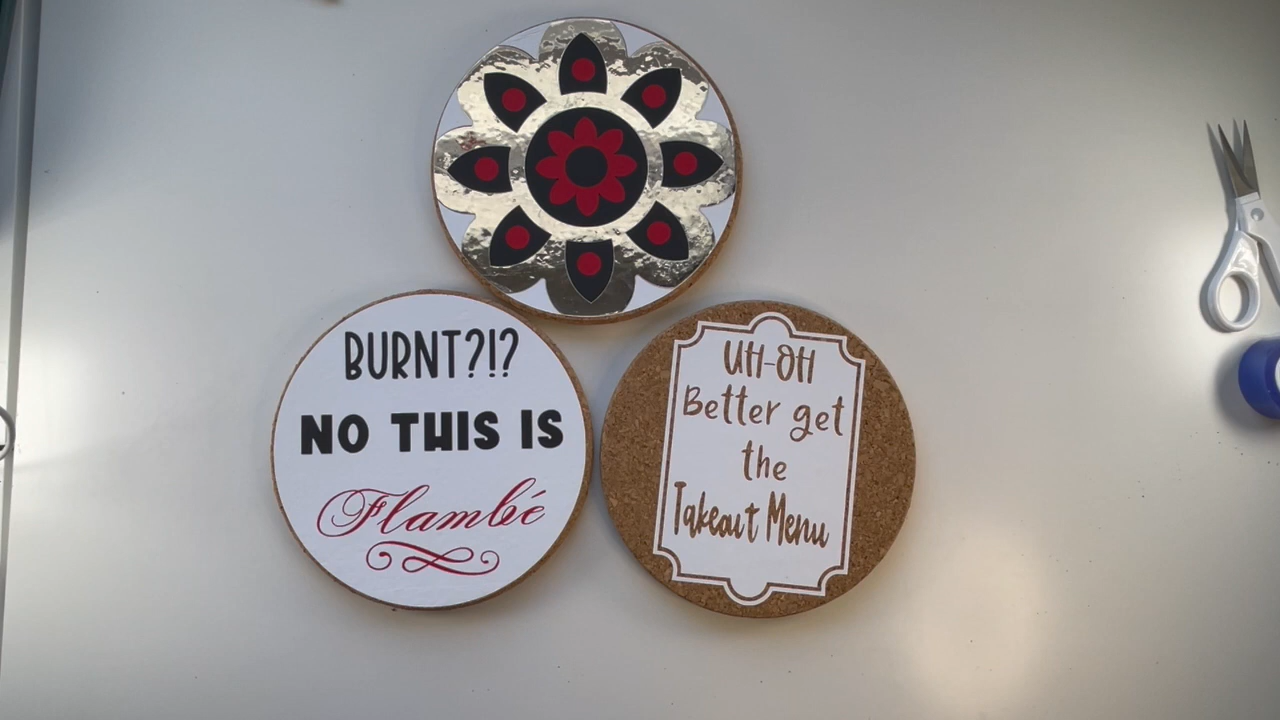 BURNT?!?
NO THIS IS
Flambé
UH-OH
Better get
the
Takeout Menu